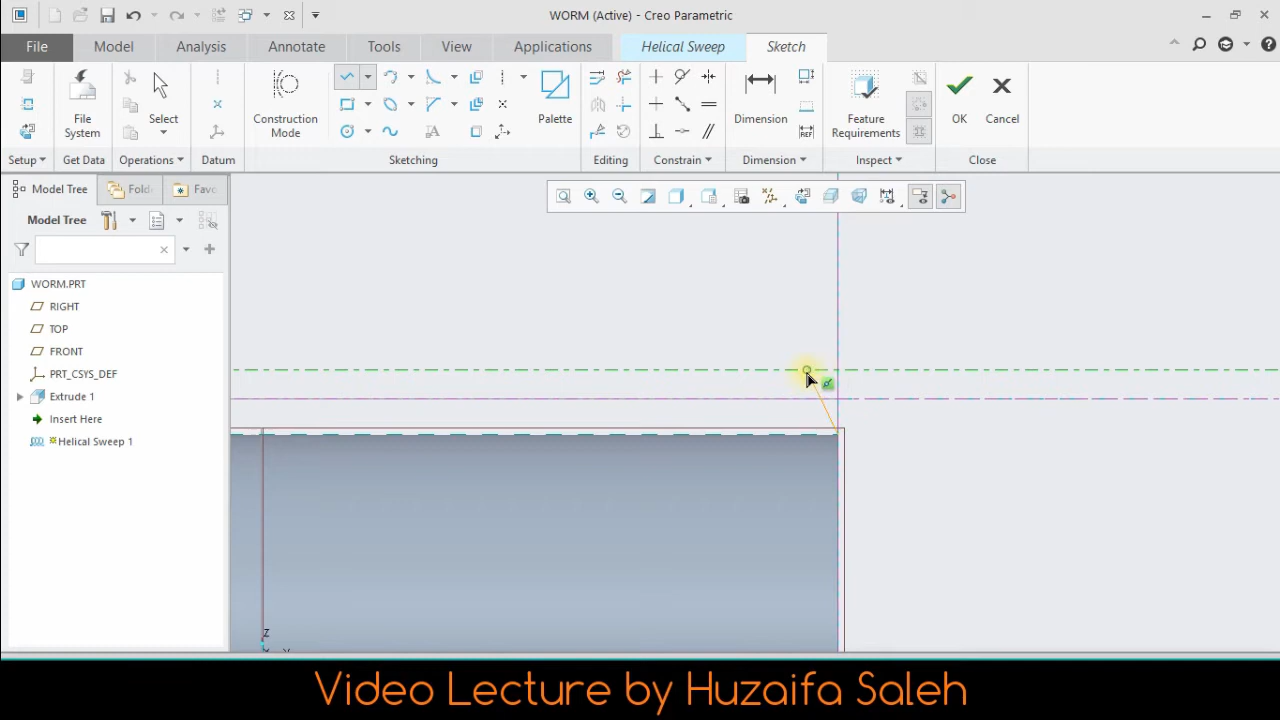 WORM (Active) - Creo Parametric
File Model Analysis Annotate Tools View Applications Helical Sweep Sketch
File System
Select
Construction Mode
Palette
Dimension
Feature Requirements
OK
Cancel
Setup Get Data Operations Datum Sketching Editing Constrain Dimension Inspect Close
Model Tree Fold Favo
Model Tree
WORM.PRT
RIGHT
TOP
FRONT
PRT_CSYS_DEF
Extrude 1
Insert Here
Helical Sweep 1
Z
Video Lecture by Huzaifa Saleh